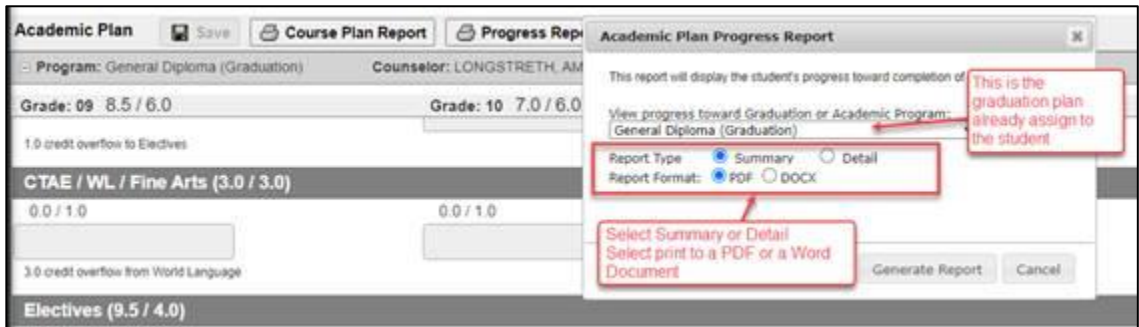 Academic Plan Save Course Plan Report Progress Repo
Program: General Diploma (Graduation) Counselor: LONGSTRETH, AM
Grade: 09 8.5 / 6.0 Grade: 10 7.0 / 6.0
1.0 credit overflow to Electives
CTAE / WL / Fine Arts (3.0 / 3.0)
0.0 / 1.0 0.0 / 1.0
3.0 credit overflow from World Language
Electives (9.5 / 4.0)
Academic Plan Progress Report
This report will display the student's progress toward completion of
View progress toward Graduation or Academic Program:
General Diploma (Graduation)
This is the
graduation plan
already assign to
the student
Report Type Summary Detail
Report Format: PDF DOCX
Select Summary or Detail
Select print to a PDF or a Word
Document
Generate Report Cancel